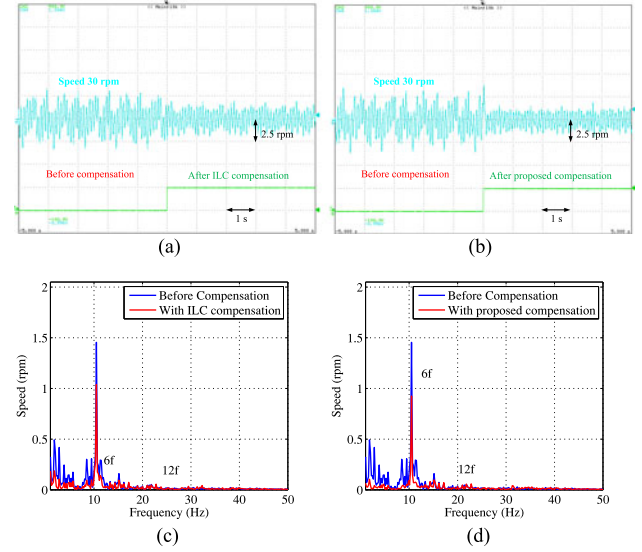 Speed 30 rpm
2.5 rpm
Before compensation
After ILC compensation
1 s
(a)
Speed 30 rpm
2.5 rpm
Before compensation
After proposed compensation
1 s
(b)
2
1.5
1
0.5
0
Speed (rpm)
Before Compensation
With ILC compensation
6f
12f
10 20 30 40 50
Frequency (Hz)
(c)
2
1.5
1
0.5
0
Speed (rpm)
Before Compensation
With proposed compensation
6f
12f
10 20 30 40 50
Frequency (Hz)
(d)